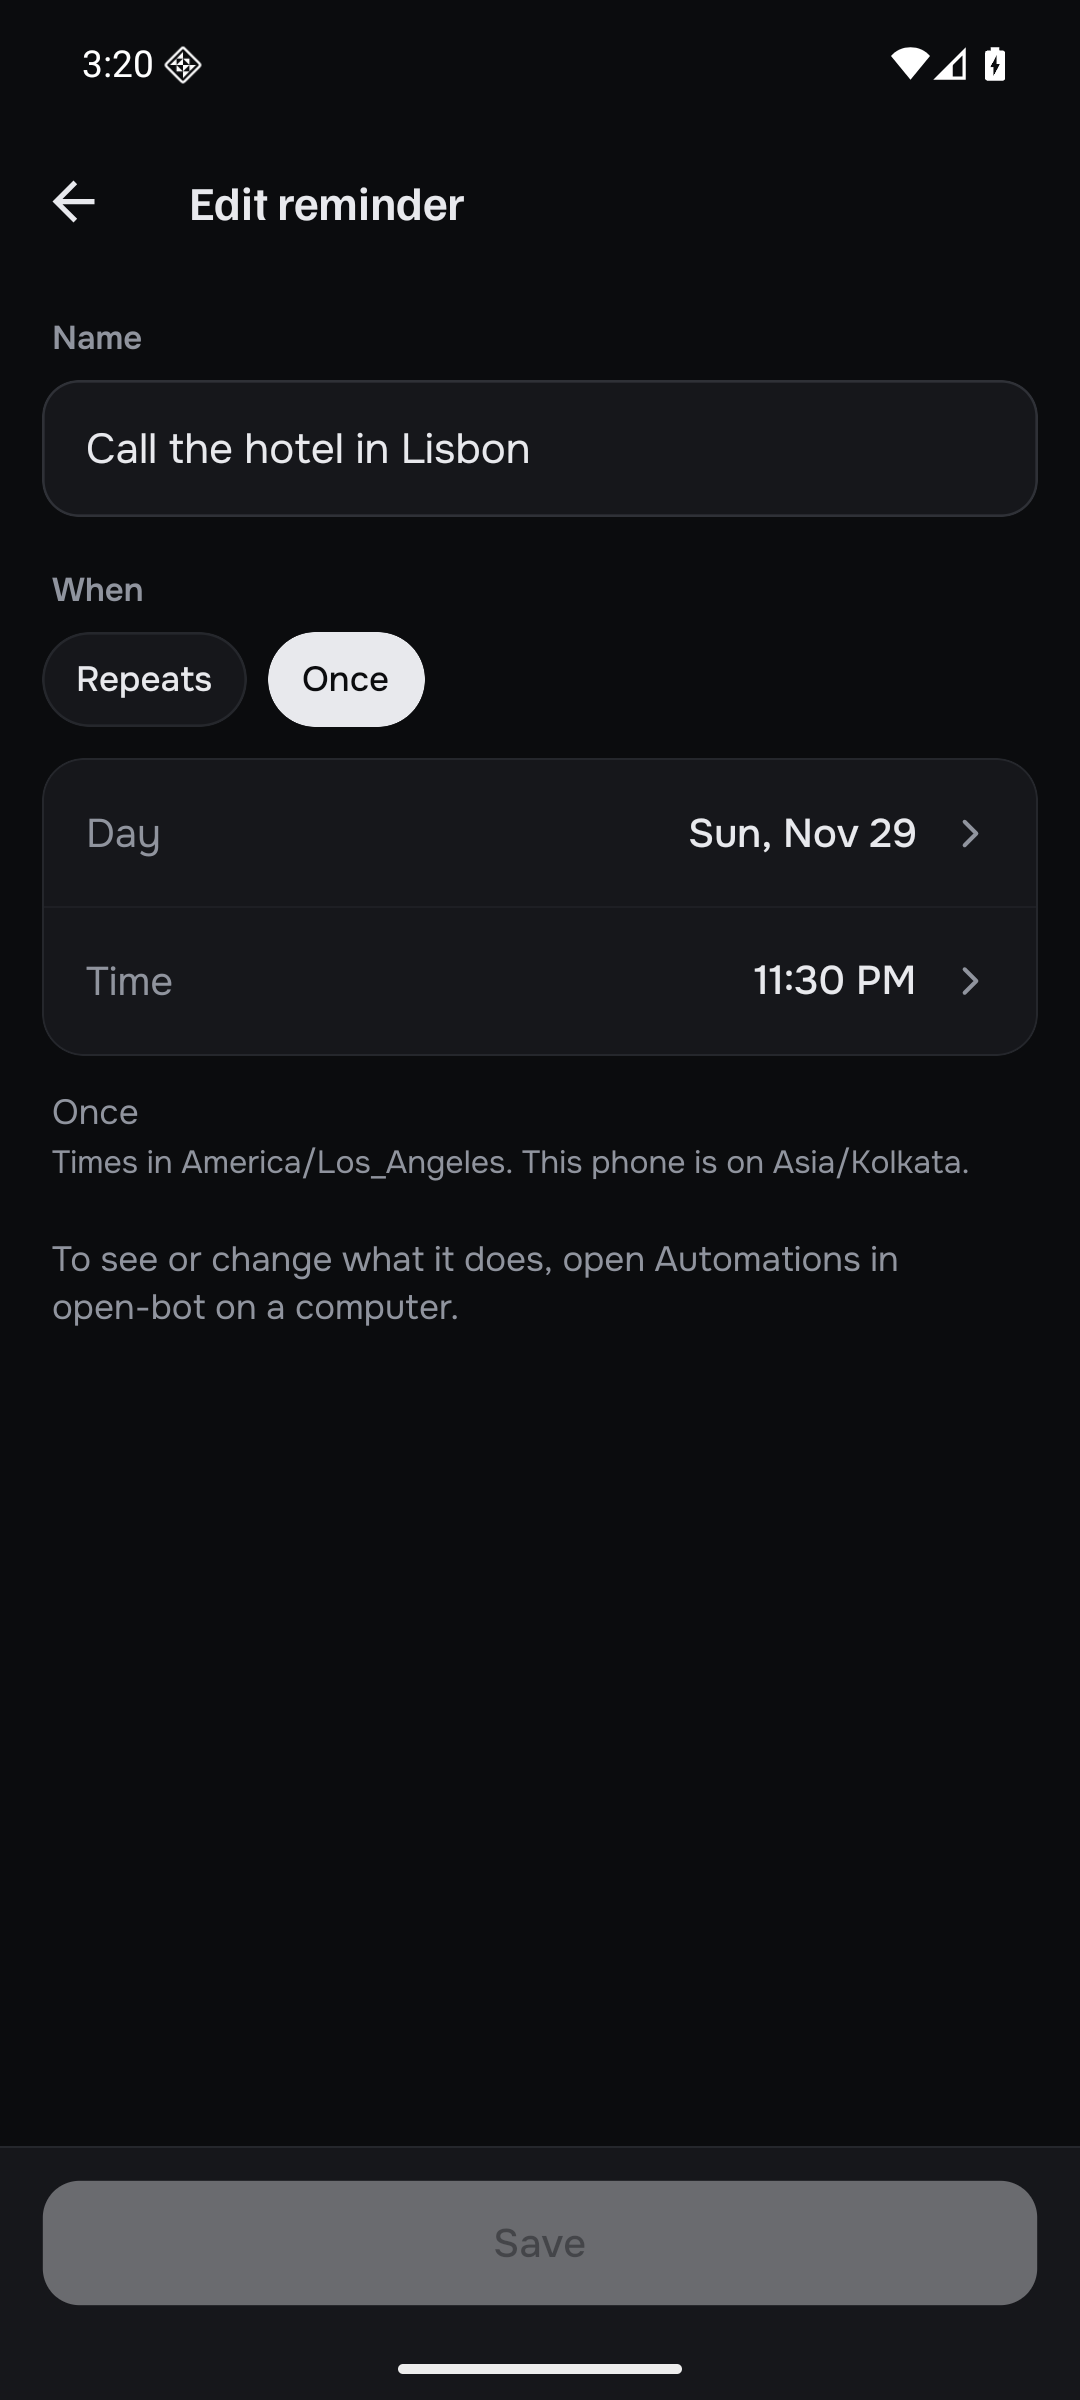 3:20
Edit reminder
Name
Call the hotel in Lisbon
When
Repeats Once
Day Sun, Nov 29
Time 11:30 PM
Once
Times in America/Los_Angeles. This phone is on Asia/Kolkata.
To see or change what it does, open Automations in
open-bot on a computer.
Save